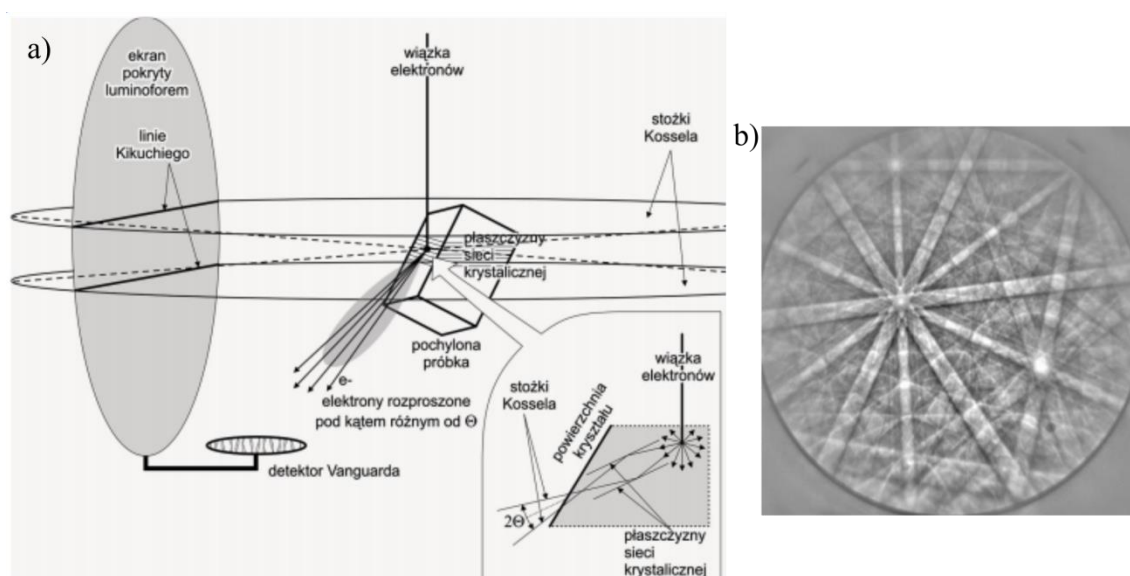 a)
ekran
pokryty
luminoforem
linie
Kikuchiego
wiązka
elektronów
stożki
Kossela
płaszczyzny
sieci
krystalicznej
pochylona
próbka
e-
elektrony rozproszone
pod kątem różnym od Θ
detektor Vanguarda
wiązka
elektronów
stożki
Kossela
powierzchnia
kryształu
2Θ
płaszczyzny
sieci
krystalicznej
b)